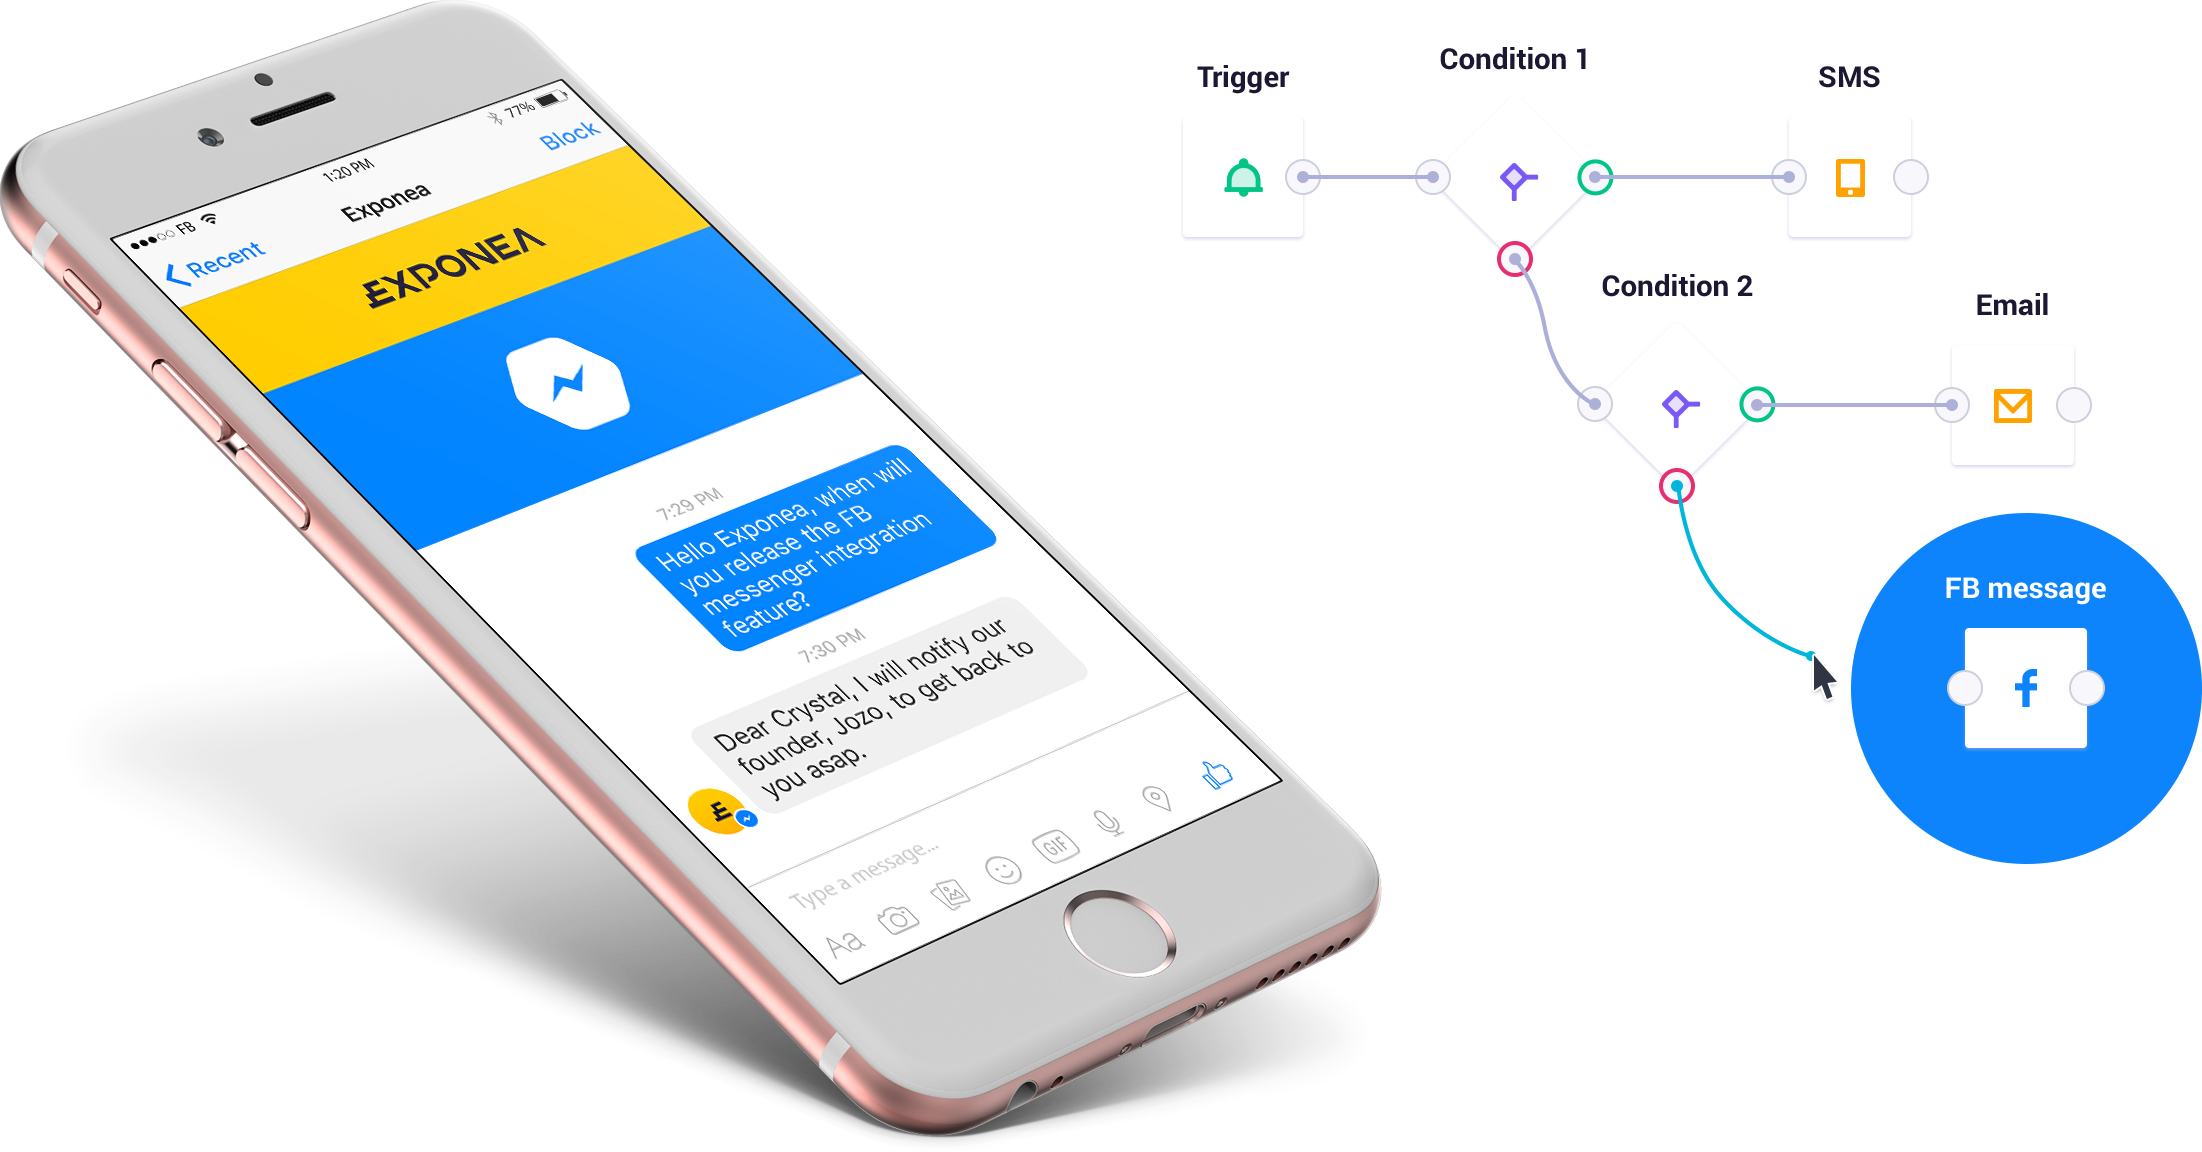 ●●●○○ FB
1:20 PM
77%
Recent
Exponea
Block
EXPONEA
7:29 PM
Hello Exponea, when will
you release the FB
messenger integration
feature?
7:30 PM
Dear Crystal, I will notify our
founder, Jozo, to get back to
you asap.
E
Type a message...
Aa
GIF
Trigger
Condition 1
SMS
Condition 2
Email
FB message
f